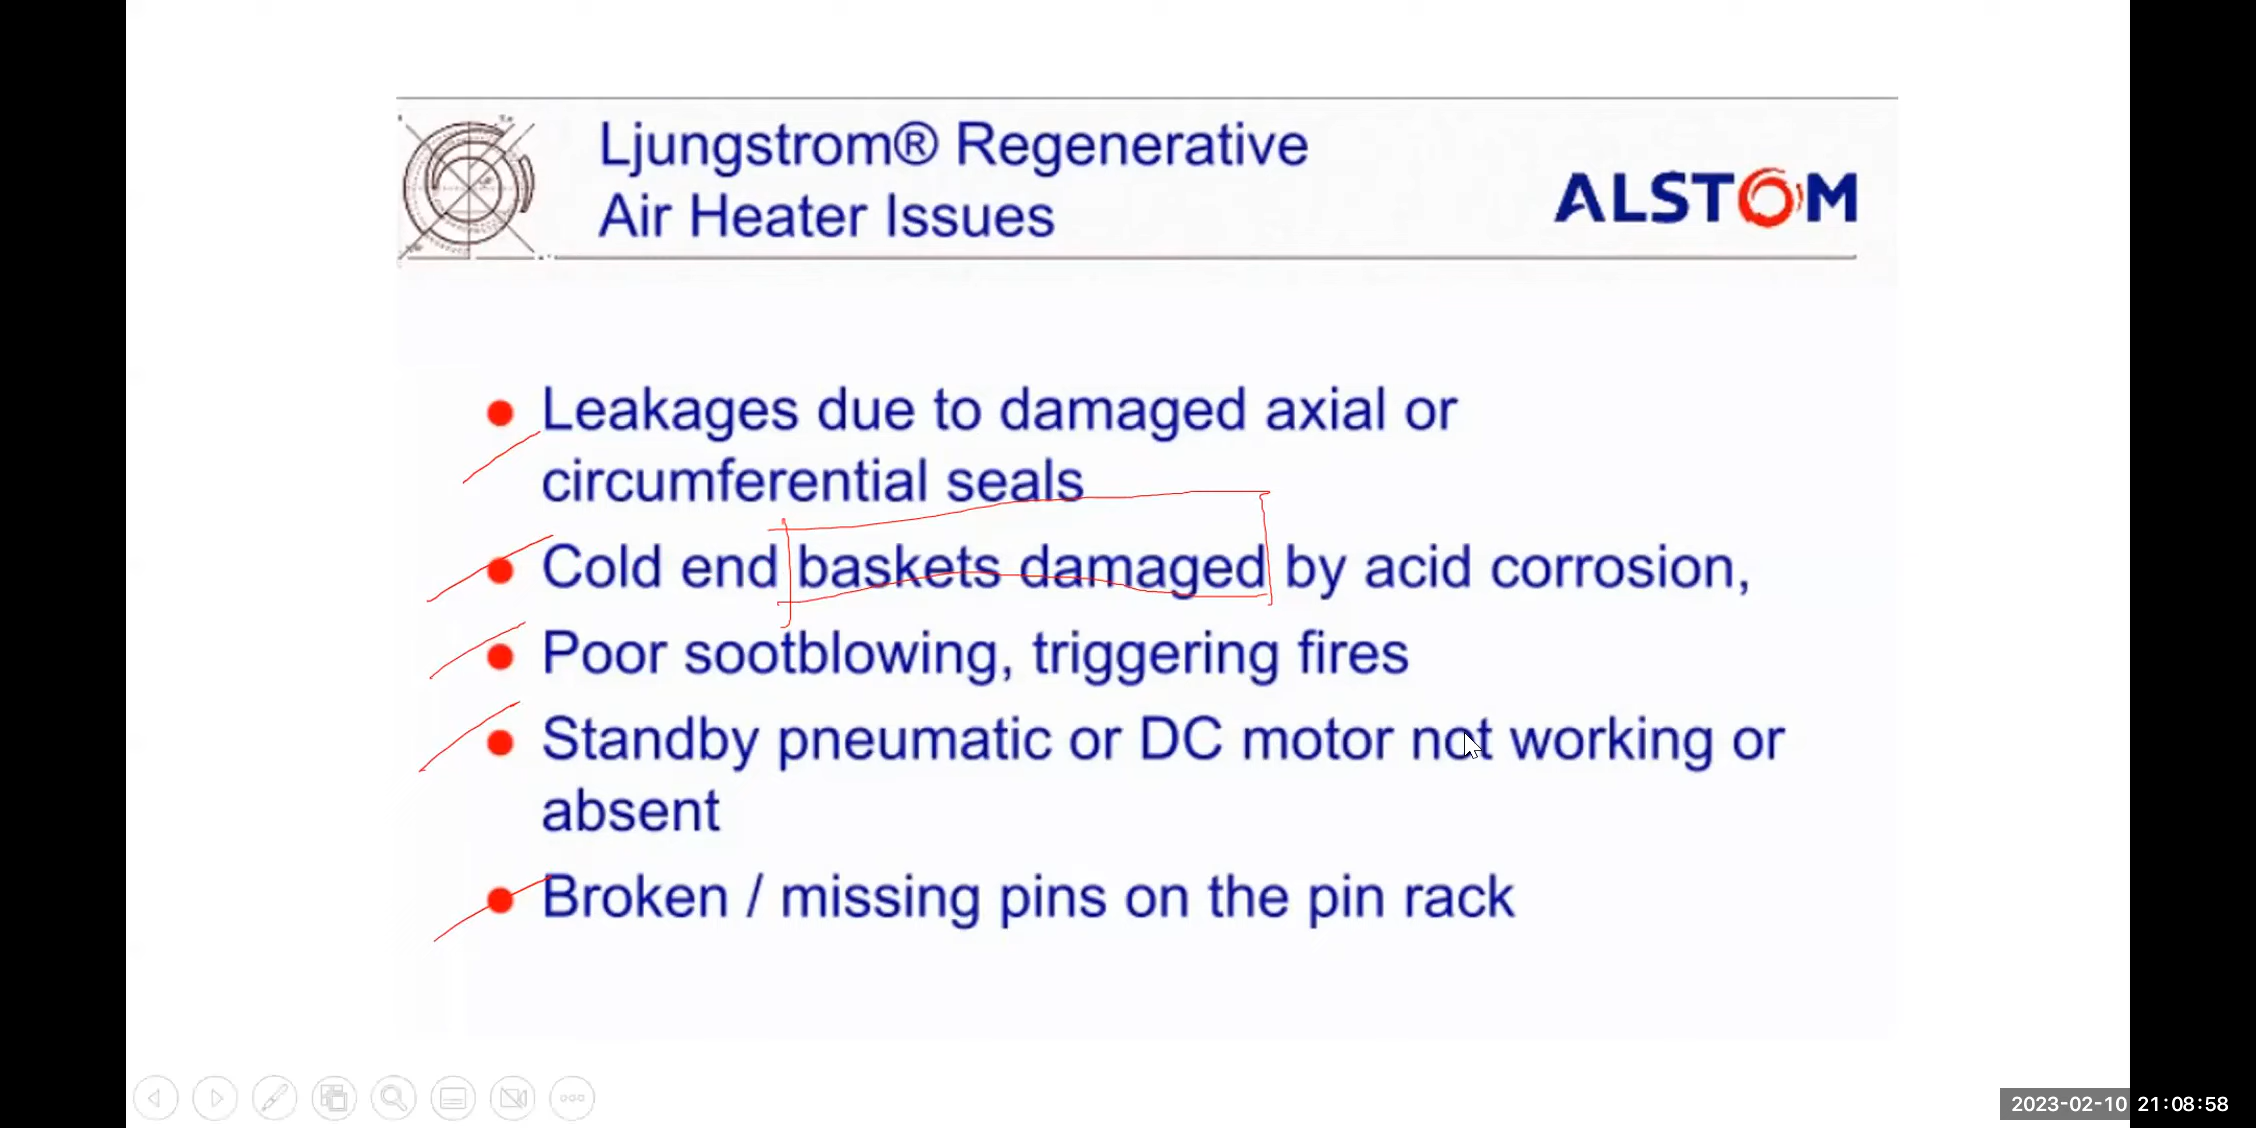 Ljungstrom® Regenerative
Air Heater Issues
ALSTOM
Leakages due to damaged axial or
circumferential seals
Cold end baskets damaged by acid corrosion,
Poor sootblowing, triggering fires
Standby pneumatic or DC motor not working or
absent
Broken / missing pins on the pin rack
2023-02-10 21:08:58